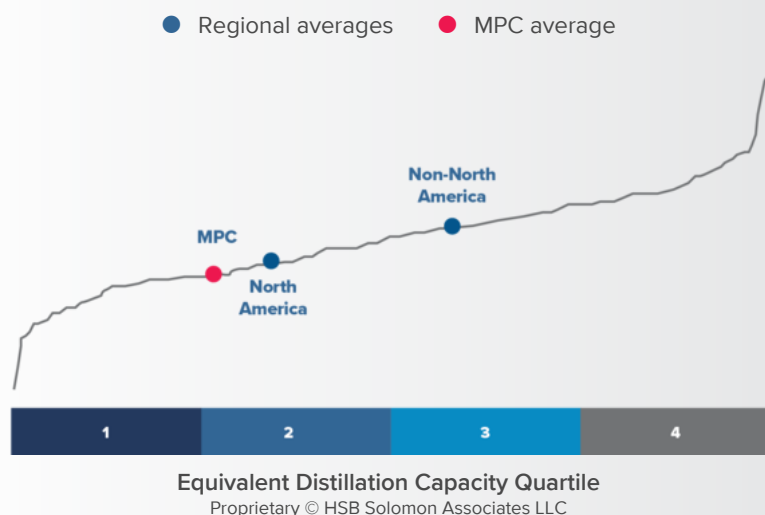 Regional averages MPC average
Non-North
America
MPC
North
America
1 2 3 4
Equivalent Distillation Capacity Quartile
Proprietary © HSB Solomon Associates LLC